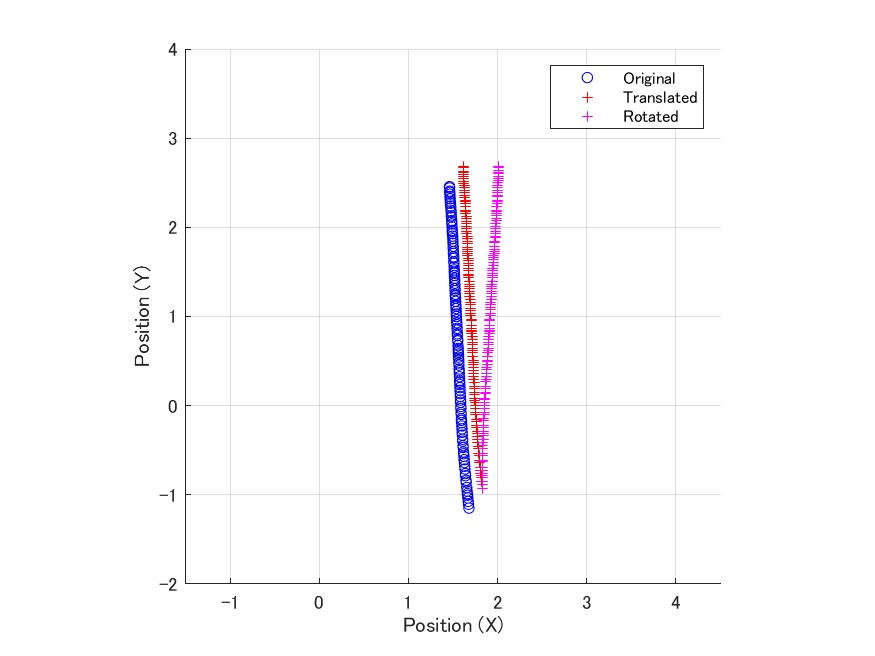 4
3
2
1
0
−1
−2
−1
0
1
2
3
4
Position (X)
Position (Y)
Original
Translated
Rotated